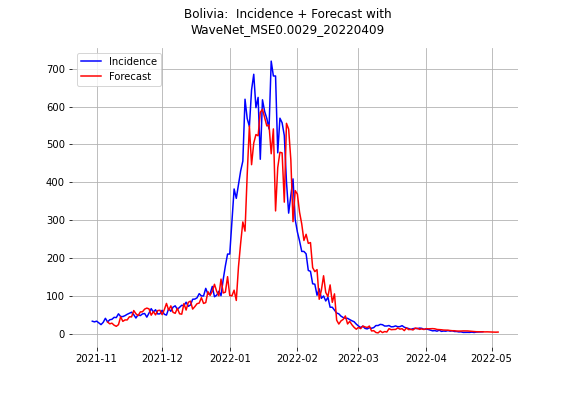 Bolivia:  Incidence + Forecast with
WaveNet_MSE0.0029_20220409
Incidence
Forecast
700
600
500
400
300
200
100
0
2021-11 2021-12 2022-01 2022-02 2022-03 2022-04 2022-05